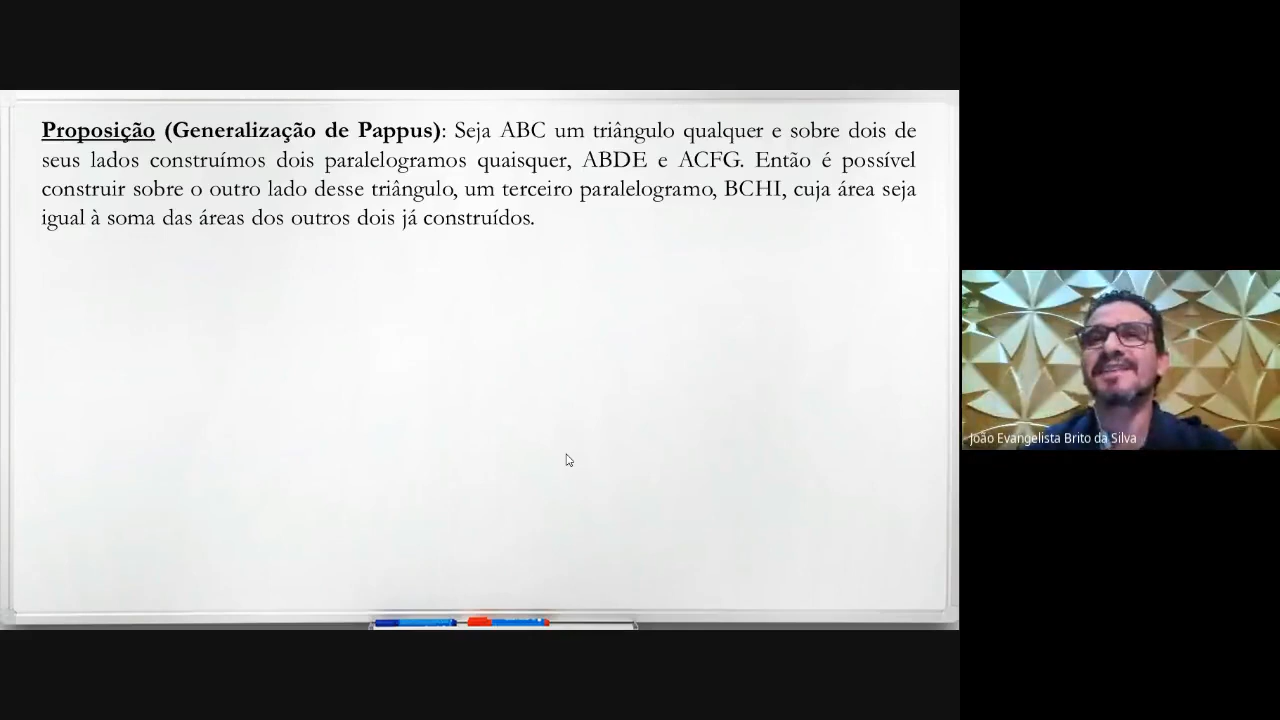 Proposição (Generalização de Pappus): Seja ABC um triângulo qualquer e sobre dois de
seus lados construímos dois paralelogramos quaisquer, ABDE e ACFG. Então é possível
construir sobre o outro lado desse triângulo, um terceiro paralelogramo, BCHI, cuja área seja
igual à soma das áreas dos outros dois já construídos.
João Evangelista Brito da Silva